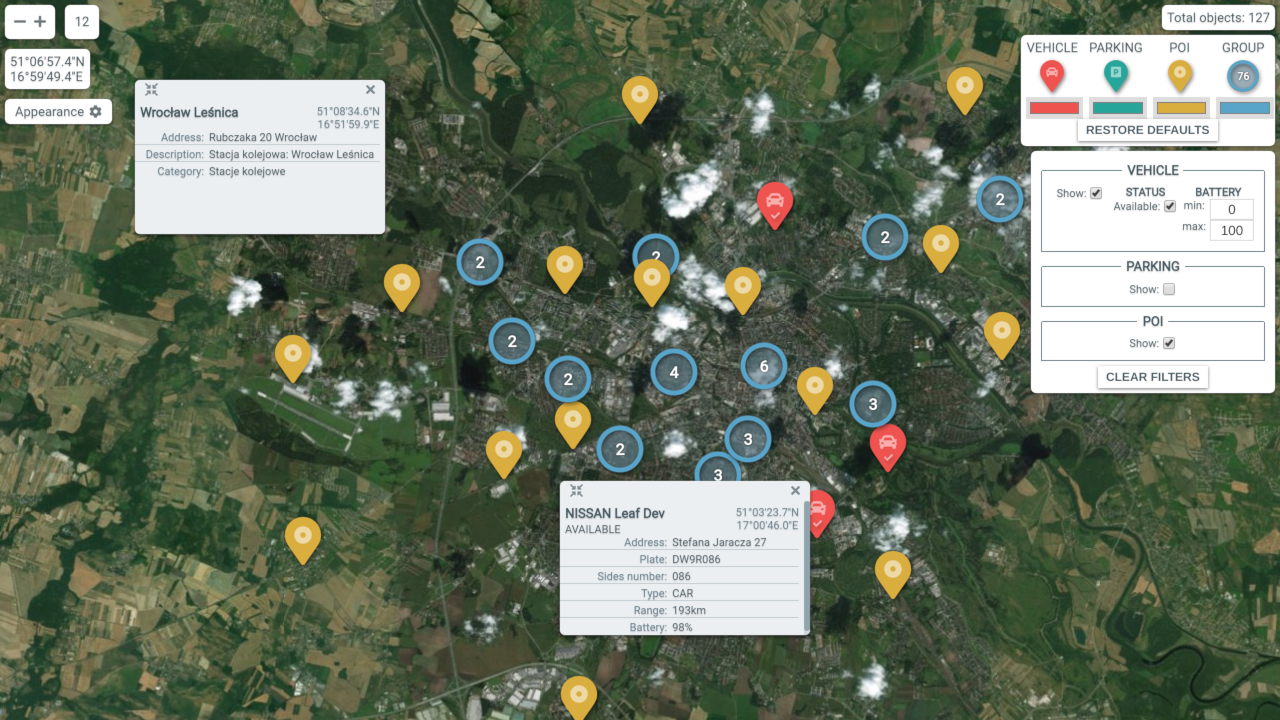 − + 12
51°06'57.4"N
16°59'49.4"E
Appearance
Total objects: 127
VEHICLE PARKING POI GROUP
P 76
RESTORE DEFAULTS
VEHICLE
Show: STATUS BATTERY
Available: min: 0
max: 100
PARKING
Show:
POI
Show:
CLEAR FILTERS
Wrocław Leśnica 51°08'34.6"N
16°51'59.9"E
Address: Rubczaka 20 Wrocław
Description: Stacja kolejowa: Wrocław Leśnica
Category: Stacje kolejowe
2
2
2
2
2
2
4
6
2
3
3
2
3
NISSAN Leaf Dev 51°03'23.7"N
AVAILABLE 17°00'46.0"E
Address: Stefana Jaracza 27
Plate: DW9R086
Sides number: 086
Type: CAR
Range: 193km
Battery: 98%